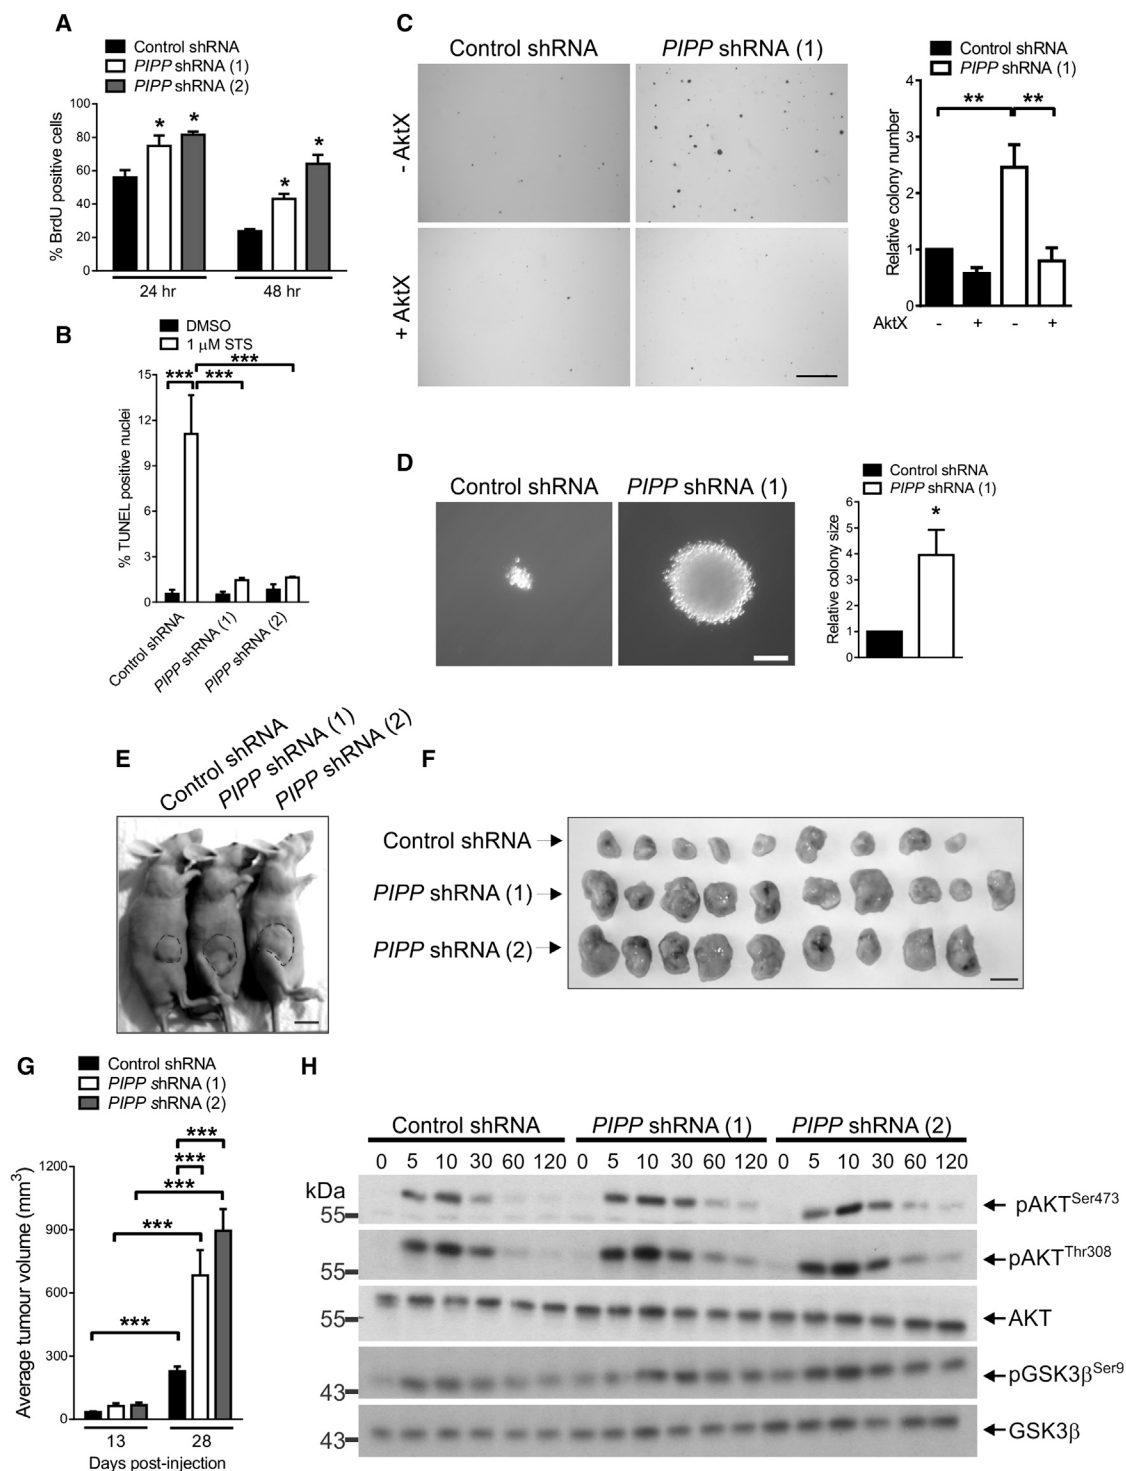 A
Control shRNA
PIPP shRNA (1)
PIPP shRNA (2)
% BrdU positive cells
100
80
60
40
20
0
* *
* *
24 hr 48 hr
B
DMSO
1 μM STS
% TUNEL positive nuclei
15
12
9
6
3
0
***
*** ***
Control shRNA
PIPP shRNA (1)
PIPP shRNA (2)
C
Control shRNA PIPP shRNA (1)
- AktX
+ AktX
Control shRNA
PIPP shRNA (1)
Relative colony number
4
3
2
1
0
** **
AktX - + - +
D
Control shRNA PIPP shRNA (1)
Control shRNA
PIPP shRNA (1)
Relative colony size
6
5
4
3
2
1
0
*
E
Control shRNA
PIPP shRNA (1)
PIPP shRNA (2)
F
Control shRNA
PIPP shRNA (1)
PIPP shRNA (2)
G
Control shRNA
PIPP shRNA (1)
PIPP shRNA (2)
Average tumour volume (mm³)
1200
900
600
300
0
***
***
***
***
***
13 28
Days post-injection
H
Control shRNA PIPP shRNA (1) PIPP shRNA (2)
0 5 10 30 60 120 0 5 10 30 60 120 0 5 10 30 60 120
kDa
55 pAKT^Ser473
55 pAKT^Thr308
55 AKT
43 pGSK3β^Ser9
43 GSK3β